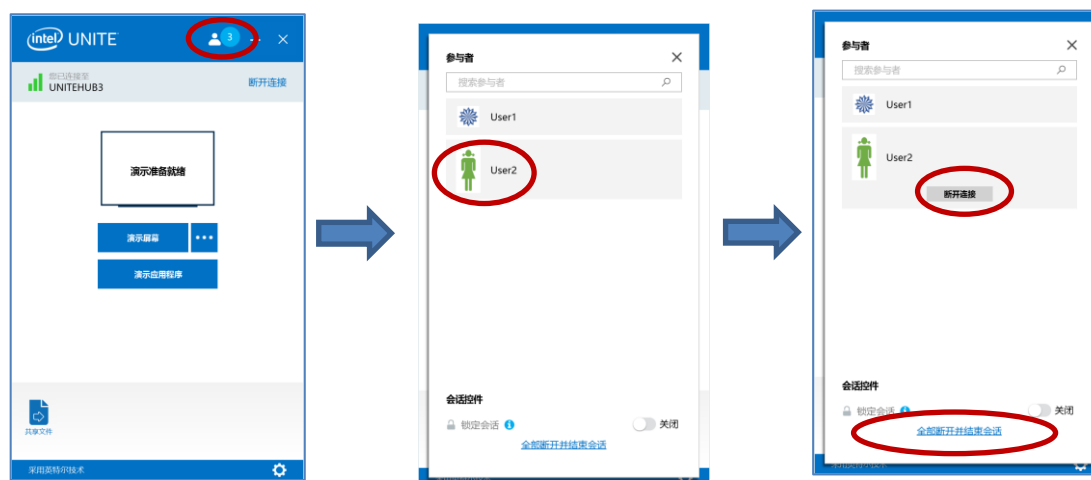 intel UNITE
3
您已连接至
UNITEHUB3
断开连接
演示准备就绪
演示屏幕
演示应用程序
共享文件
采用英特尔技术
参与者
搜索参与者
User1
User2
会话控件
锁定会话
关闭
全部断开并结束会话
参与者
搜索参与者
User1
User2
断开连接
会话控件
锁定会话
关闭
全部断开并结束会话